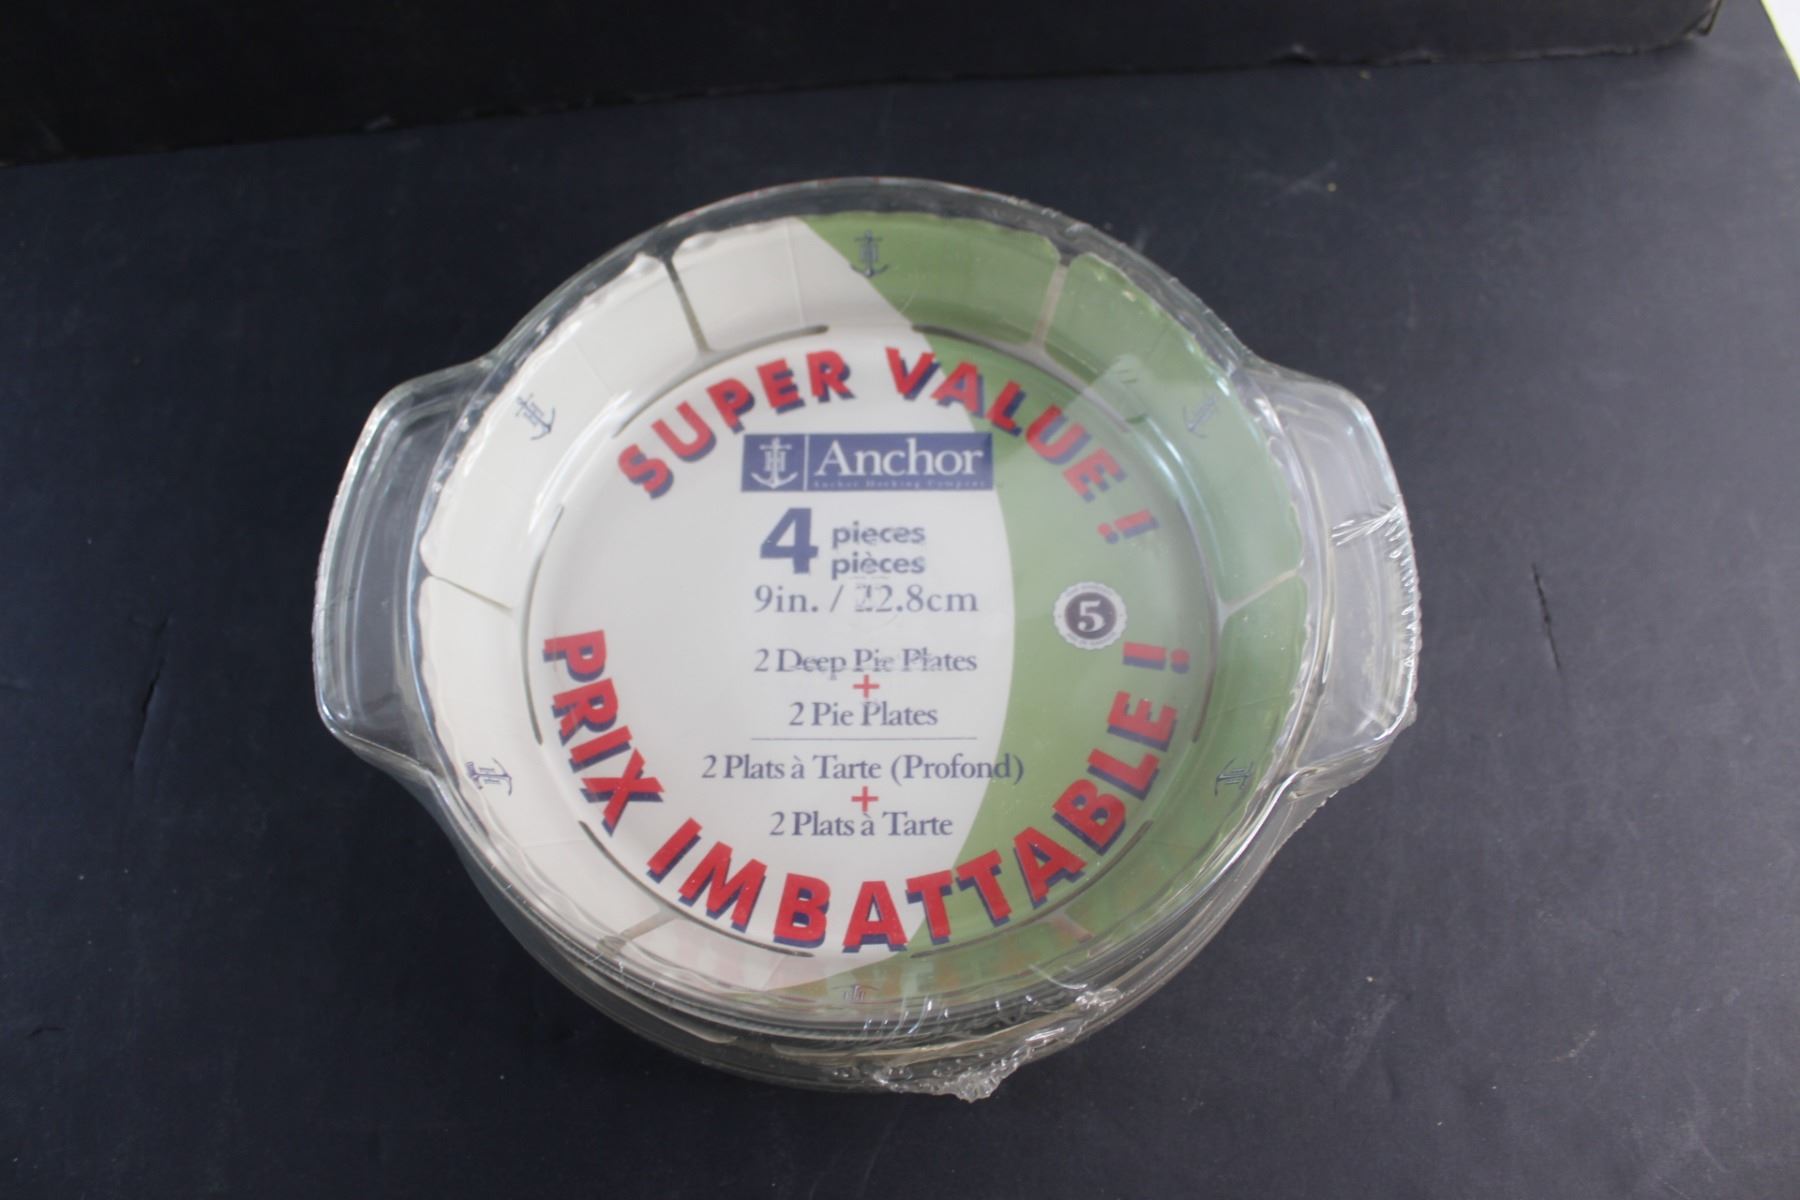 SUPER VALUE!
Anchor
Anchor Hocking Company
4 pieces
pièces
9in. / 22.8cm
2 Deep Pie Plates
+
2 Pie Plates
2 Plats à Tarte (Profond)
+
2 Plats à Tarte
5
PRIX IMBATTABLE!